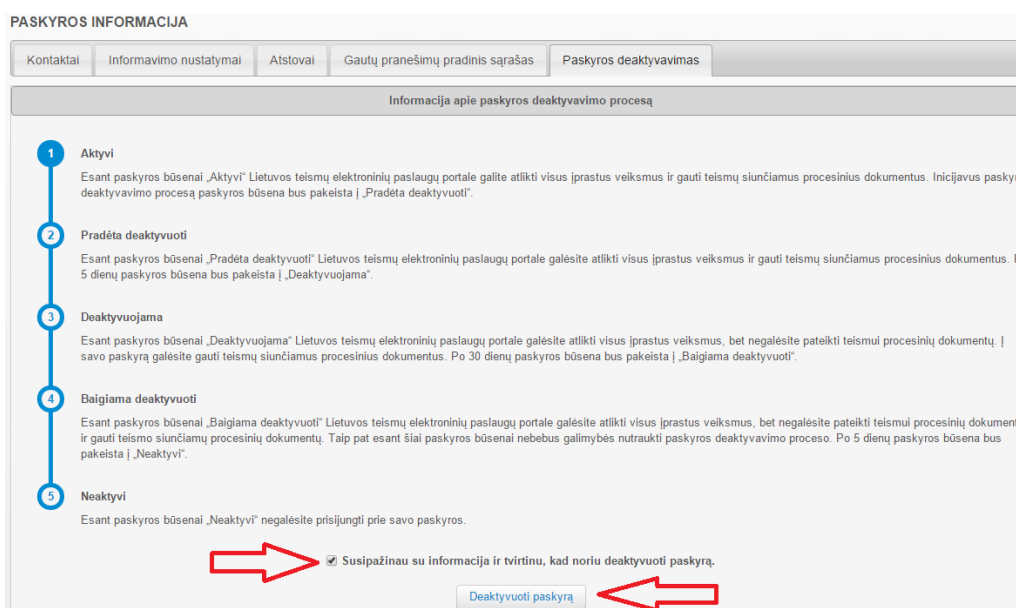 PASKYROS INFORMACIJA
Kontaktai Informavimo nustatymai Atstovai Gautų pranešimų pradinis sąrašas Paskyros deaktyvavimas
Informacija apie paskyros deaktyvavimo procesą
1 Aktyvi
Esant paskyros būsenai „Aktyvi“ Lietuvos teismų elektroninių paslaugų portale galite atlikti visus įprastus veiksmus ir gauti teismų siunčiamus procesinius dokumentus. Inicijavus
deaktyvavimo procesą paskyros būsena bus pakeista į „Pradėta deaktyvuoti“.
2 Pradėta deaktyvuoti
Esant paskyros būsenai „Pradėta deaktyvuoti“ Lietuvos teismų elektroninių paslaugų portale galėsite atlikti visus įprastus veiksmus ir gauti teismų siunčiamus procesinius dokumentus.
5 dienų paskyros būsena bus pakeista į „Deaktyvuojama“.
3 Deaktyvuojama
Esant paskyros būsenai „Deaktyvuojama“ Lietuvos teismų elektroninių paslaugų portale galėsite atlikti visus įprastus veiksmus, bet negalėsite pateikti teismui procesinių dokumentų. Į
savo paskyrą galėsite gauti teismų siunčiamus procesinius dokumentus. Po 30 dienų paskyros būsena bus pakeista į „Baigiama deaktyvuoti“.
4 Baigiama deaktyvuoti
Esant paskyros būsenai „Baigiama deaktyvuoti“ Lietuvos teismų elektroninių paslaugų portale galėsite atlikti visus įprastus veiksmus, bet negalėsite pateikti teismui procesinių
ir gauti teismo siunčiamų procesinių dokumentų. Taip pat esant šiai paskyros būsenai nebebus galimybės nutraukti paskyros deaktyvavimo proceso. Po 5 dienų paskyros būsena bus
pakeista į „Neaktyvi“.
5 Neaktyvi
Esant paskyros būsenai „Neaktyvi“ negalėsite prisijungti prie savo paskyros.
Susipažinau su informacija ir tvirtinu, kad noriu deaktyvuoti paskyrą.
Deaktyvuoti paskyrą